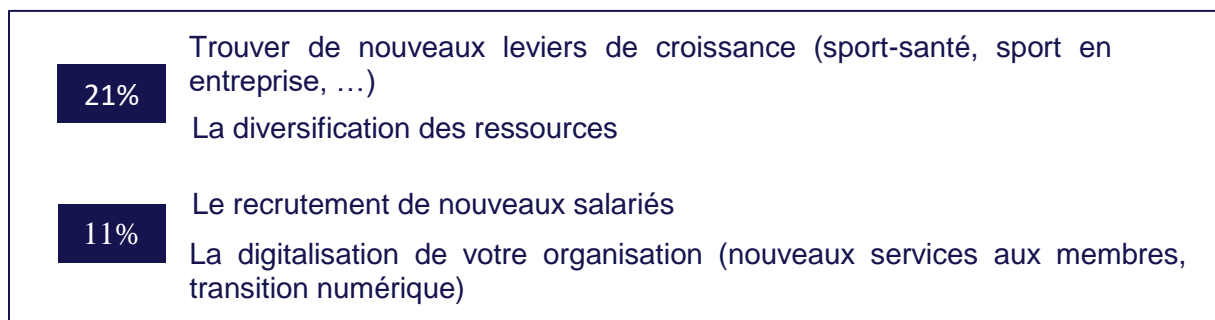 Trouver de nouveaux leviers de croissance (sport-santé, sport en
entreprise, …)
21%
La diversification des ressources
Le recrutement de nouveaux salariés
11%
La digitalisation de votre organisation (nouveaux services aux membres,
transition numérique)